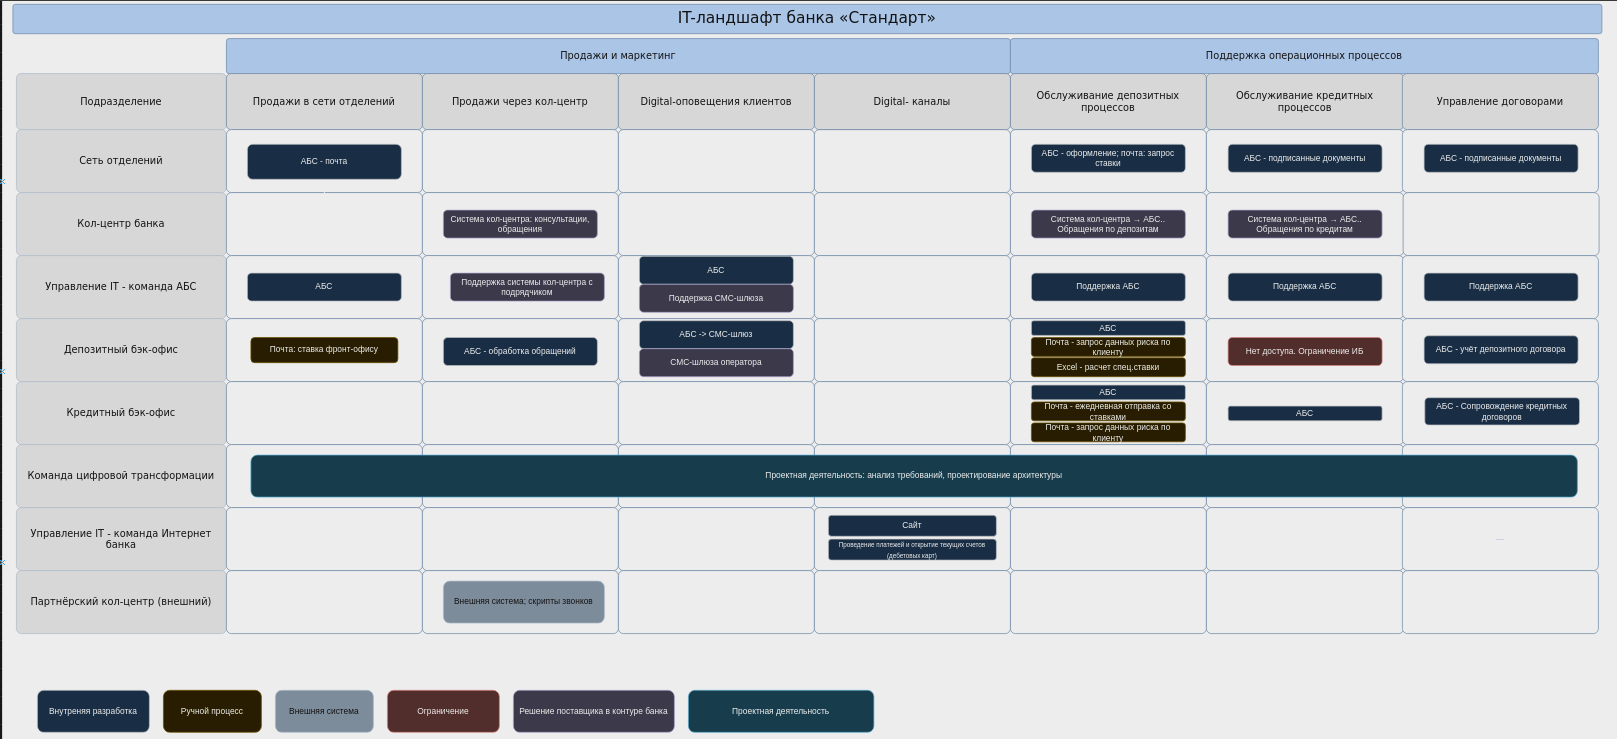 IT-ландшафт банка «Стандарт»
Продажи и маркетинг
Поддержка операционных процессов
Подразделение
Продажи в сети отделений
Продажи через кол-центр
Digital-оповещения клиентов
Digital- каналы
Обслуживание депозитных
процессов
Обслуживание кредитных
процессов
Управление договорами
Сеть отделений
АБС - почта
АБС - оформление; почта: запрос
ставки
АБС - подписанные документы
АБС - подписанные документы
Кол-центр банка
Система кол-центра: консультации,
обращения
Система кол-центра → АБС..
Обращения по депозитам
Система кол-центра → АБС..
Обращения по кредитам
Управление IT - команда АБС
АБС
Поддержка системы кол-центра с
подрядчиком
АБС
Поддержка СМС-шлюза
Поддержка АБС
Поддержка АБС
Поддержка АБС
Депозитный бэк-офис
Почта: ставка фронт-офису
АБС - обработка обращений
АБС -> СМС-шлюз
СМС-шлюза оператора
АБС
Почта - запрос данных риска по
клиенту
Excel - расчет спец.ставки
Нет доступа. Ограничение ИБ
АБС - учёт депозитного договора
Кредитный бэк-офис
АБС
Почта - ежедневная отправка со
ставками
Почта - запрос данных риска по
клиенту
АБС
АБС - Сопровождение кредитных
договоров
Команда цифровой трансформации
Проектная деятельность: анализ требований, проектирование архитектуры
Управление IT - команда Интернет
банка
Сайт
Проведение платежей и открытие текущих счетов
(дебетовых карт)
—
Партнёрский кол-центр (внешний)
Внешняя система; скрипты звонков
Внутреняя разработка
Ручной процесс
Внешняя система
Ограничение
Решение поставщика в контуре банка
Проектная деятельность